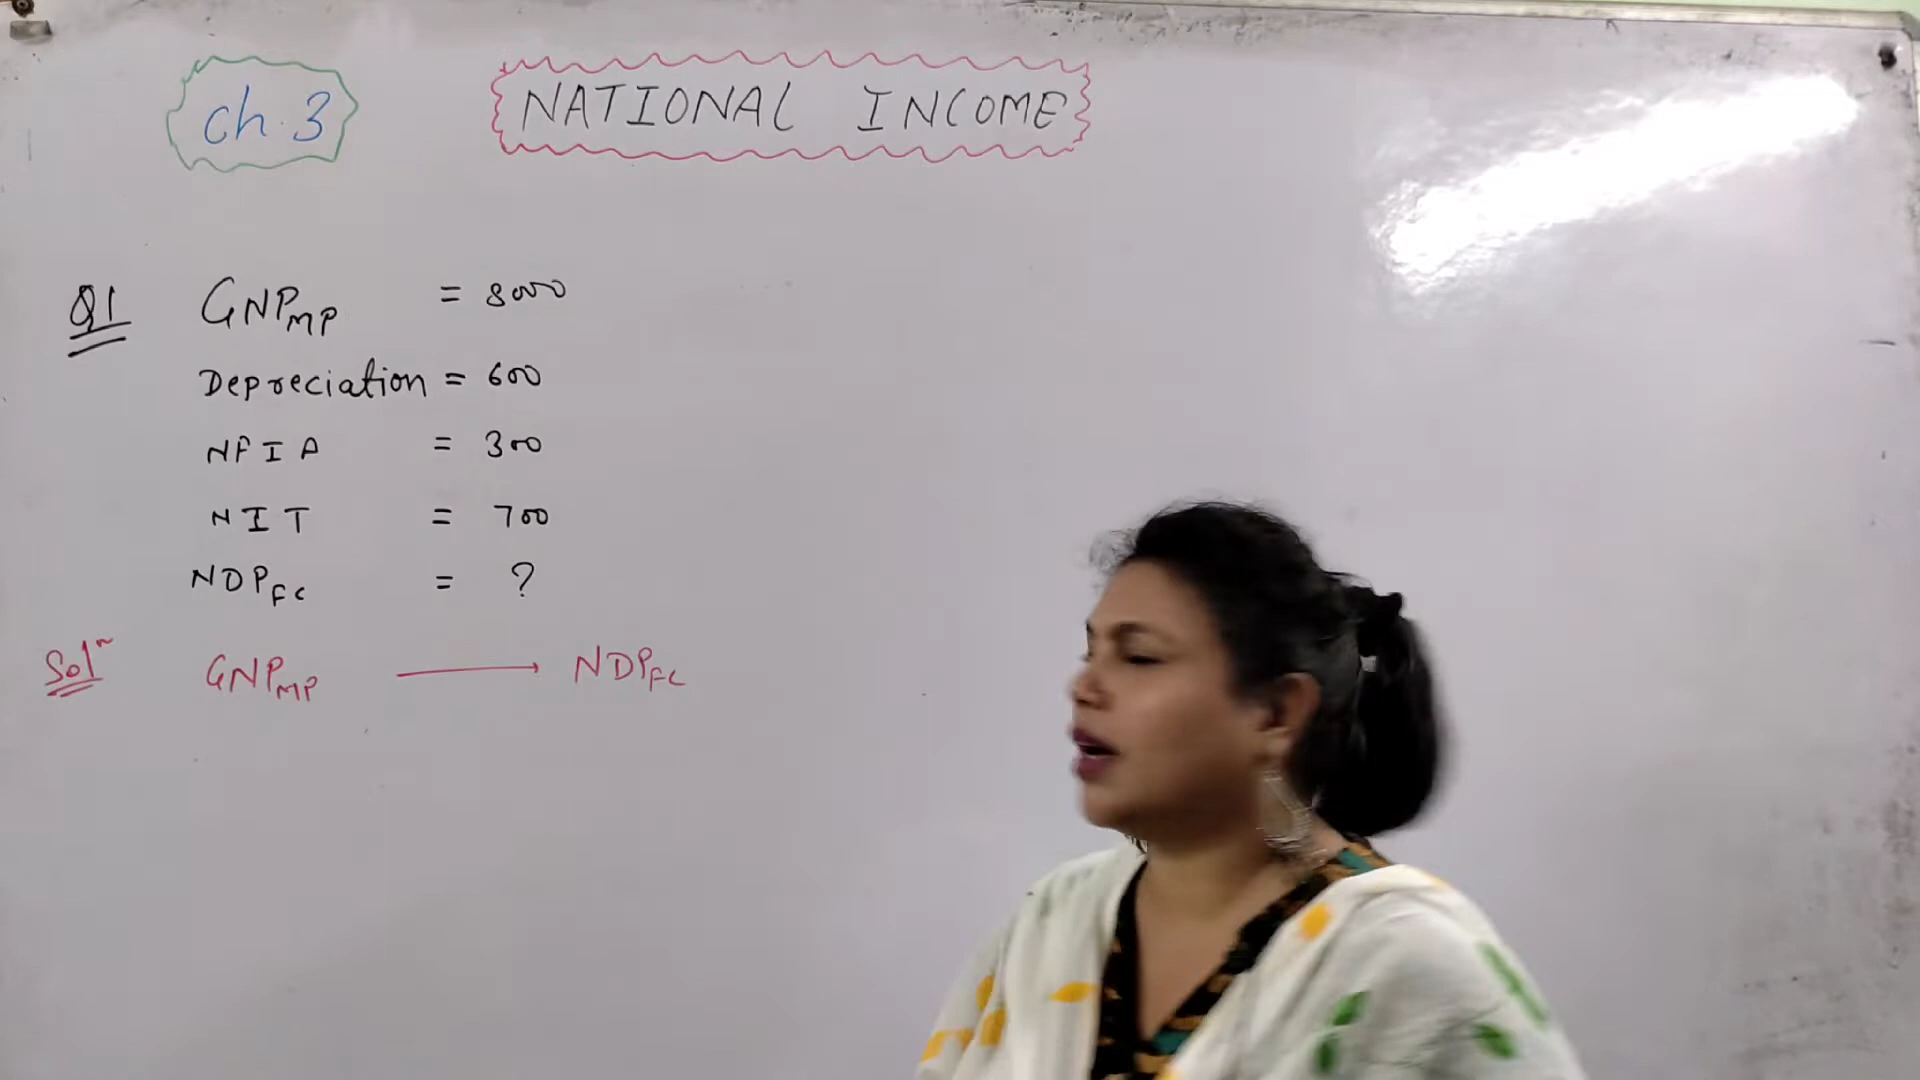 ch.3
NATIONAL INCOME
Q1 GNPMP = 8000
Depreciation = 600
NFIA = 300
NIT = 700
NDPFC = ?
Solⁿ GNPMP → NDPFC